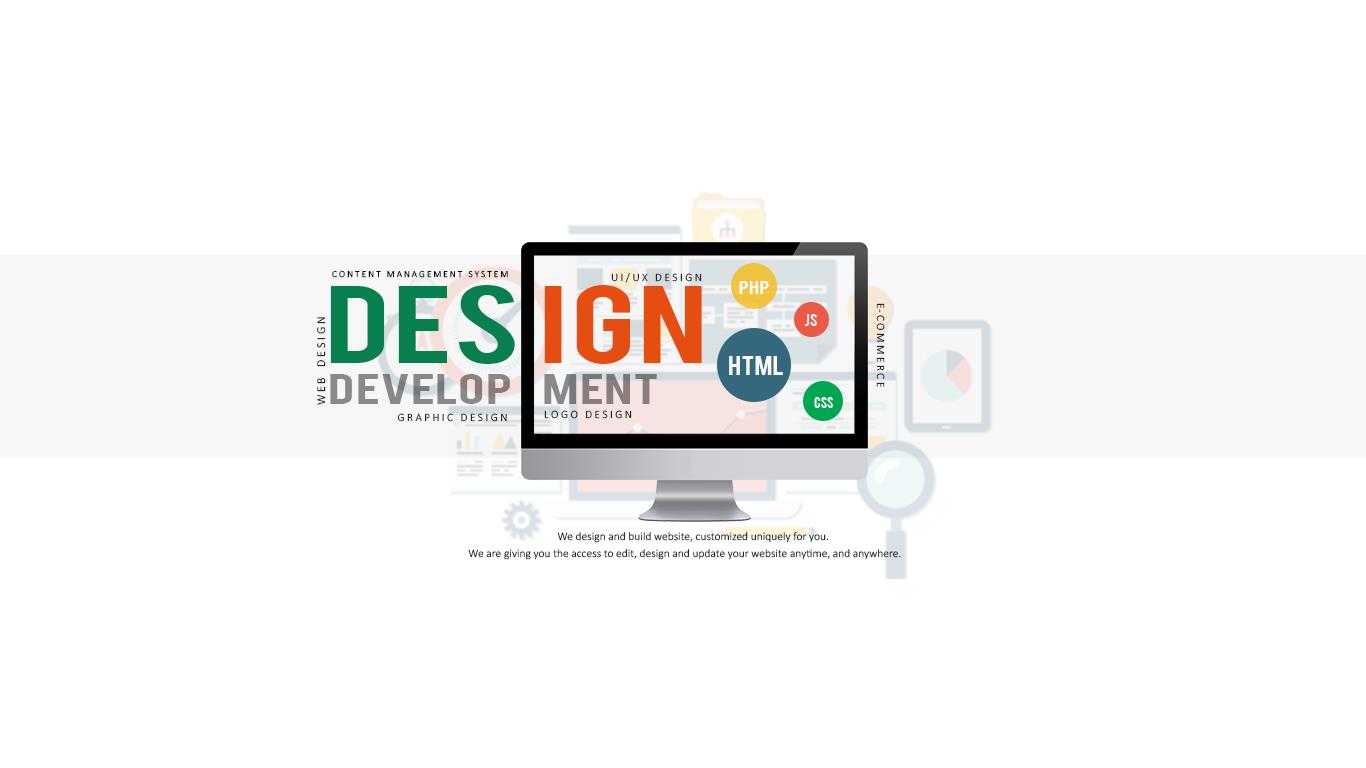 CONTENT MANAGEMENT SYSTEM
UI/UX DESIGN
WEB DESIGN
DESIGN
DEVELOPMENT
GRAPHIC DESIGN
LOGO DESIGN
PHP
JS
HTML
CSS
E-COMMERCE
We design and build website, customized uniquely for you.
We are giving you the access to edit, design and update your website anytime, and anywhere.